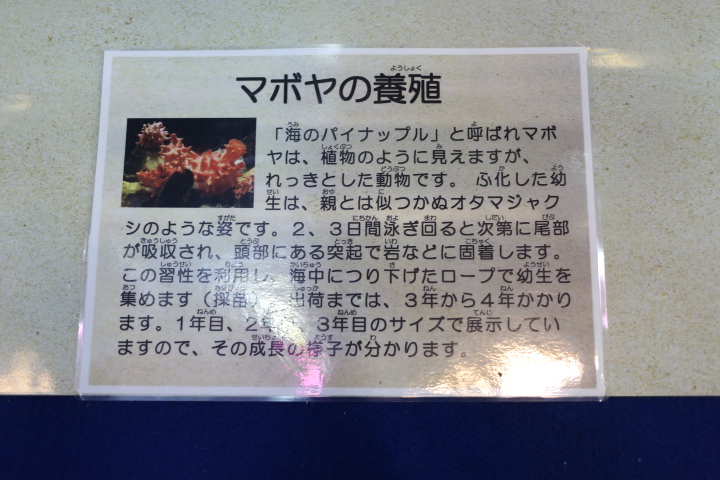 マボヤの養殖
「海のパイナップル」と呼ばれマボ
ヤは、植物のように見えますが、
れっきとした動物です。 ふ化した幼
生は、親とは似つかぬオタマジャク
シのような姿です。２、３日間泳ぎ回ると次第に尾部
が吸収され、頭部にある突起で岩などに固着します。
この習性を利用し、海中につり下げたロープで幼生を
集めます（採苗）。出荷までは、３年から４年かかり
ます。１年目、２年目、３年目のサイズで展示してい
ますので、その成長の様子が分かります。